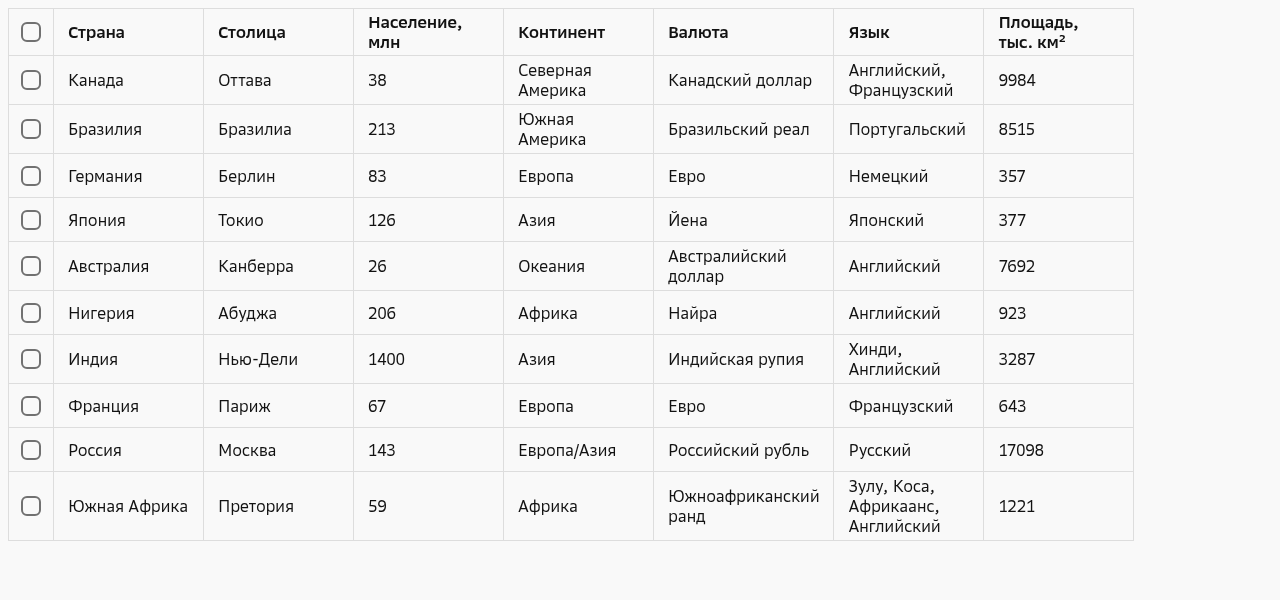 Страна Столица Население, млн Континент Валюта Язык Площадь, тыс. км²
Канада Оттава 38 Северная Америка Канадский доллар Английский, Французский 9984
Бразилия Бразилиа 213 Южная Америка Бразильский реал Португальский 8515
Германия Берлин 83 Европа Евро Немецкий 357
Япония Токио 126 Азия Йена Японский 377
Австралия Канберра 26 Океания Австралийский доллар Английский 7692
Нигерия Абуджа 206 Африка Найра Английский 923
Индия Нью-Дели 1400 Азия Индийская рупия Хинди, Английский 3287
Франция Париж 67 Европа Евро Французский 643
Россия Москва 143 Европа/Азия Российский рубль Русский 17098
Южная Африка Претория 59 Африка Южноафриканский ранд Зулу, Коса, Африкаанс, Английский 1221